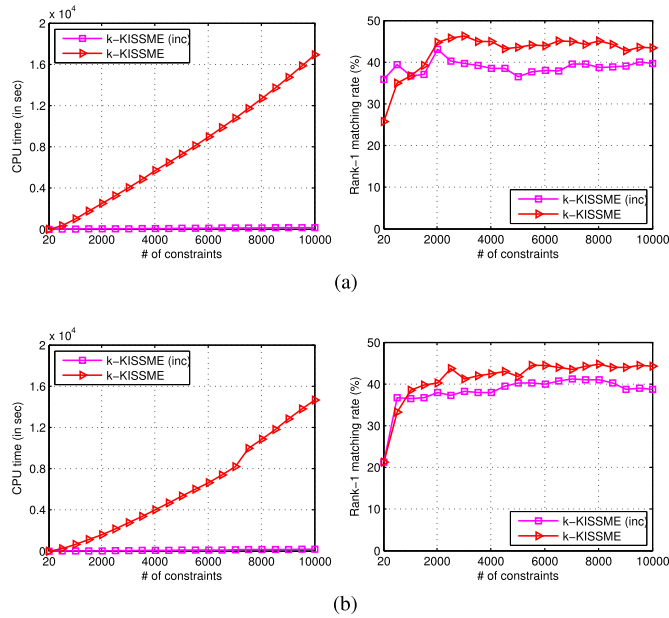 x 10⁴
2
1.6
1.2
0.8
0.4
0
CPU time (in sec)
k−KISSME (inc)
k−KISSME
20 2000 4000 6000 8000 10000
# of constraints
50
40
30
20
10
0
Rank−1 matching rate (%)
k−KISSME (inc)
k−KISSME
20 2000 4000 6000 8000 10000
# of constraints
(a)
x 10⁴
2
1.6
1.2
0.8
0.4
0
CPU time (in sec)
k−KISSME (inc)
k−KISSME
20 2000 4000 6000 8000 10000
# of constraints
50
40
30
20
10
0
Rank−1 matching rate (%)
k−KISSME (inc)
k−KISSME
20 2000 4000 6000 8000 10000
# of constraints
(b)